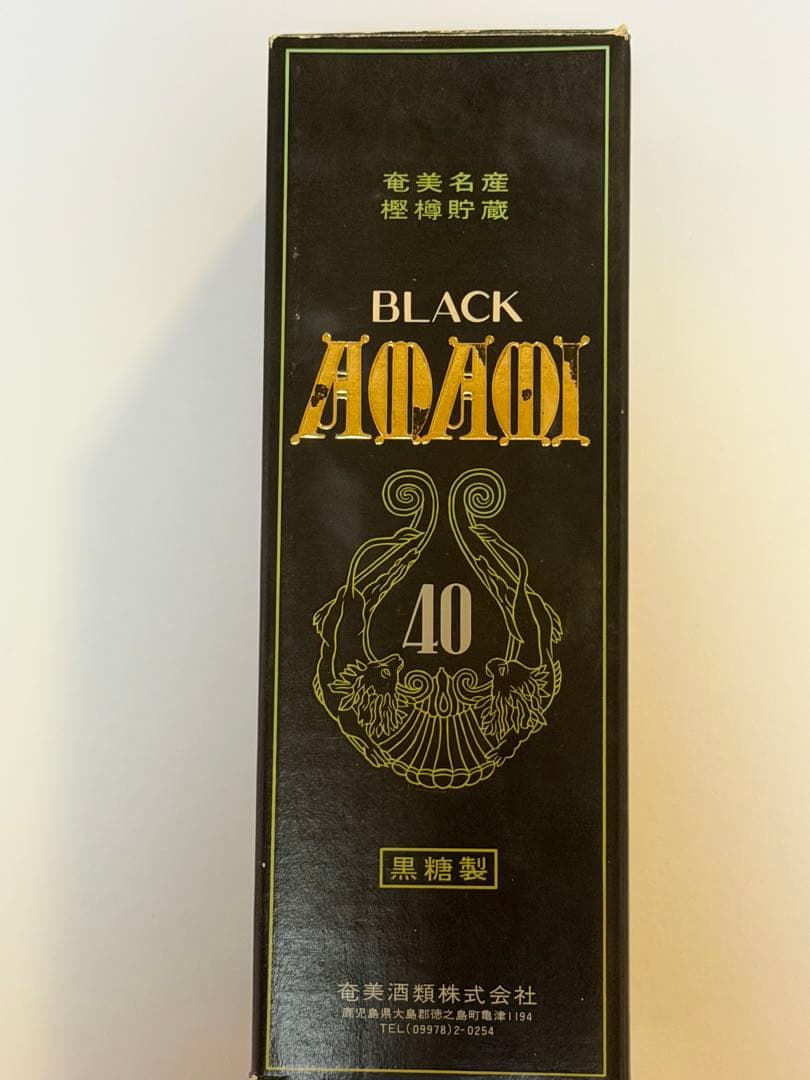 奄美名産
樫樽貯蔵
BLACK
AMAMI
40
黒糖製
奄美酒類株式会社
鹿児島県大島郡徳之島町亀津1194
TEL(09978)2-0254